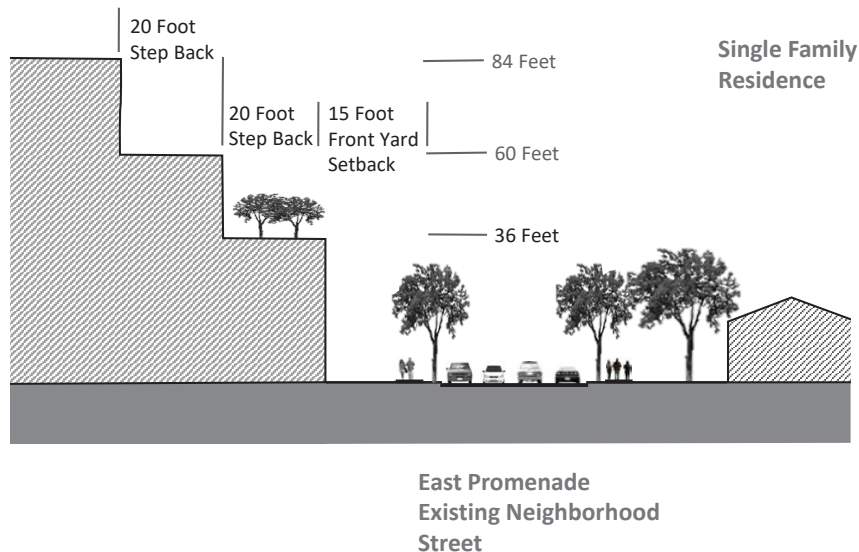 20 Foot
Step Back
84 Feet
Single Family
Residence
20 Foot
Step Back
15 Foot
Front Yard
Setback
60 Feet
36 Feet
East Promenade
Existing Neighborhood
Street